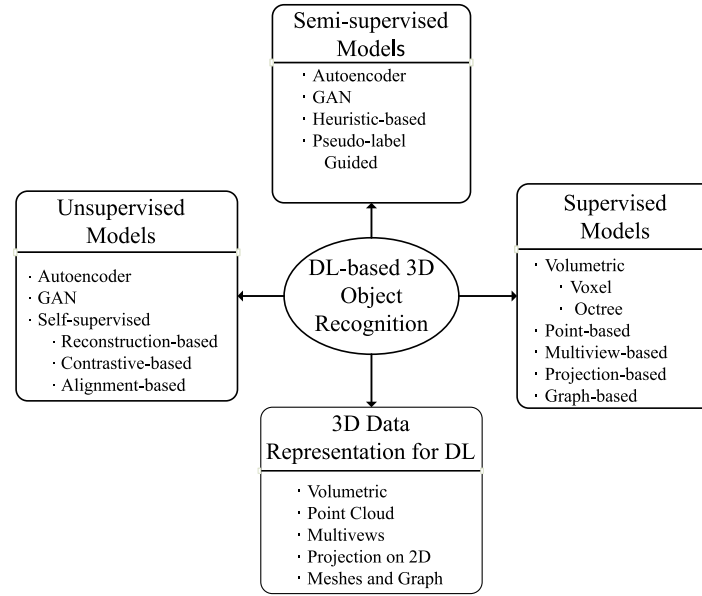 Semi-supervised
Models
· Autoencoder
· GAN
· Heuristic-based
· Pseudo-label
Guided
Unsupervised
Models
· Autoencoder
· GAN
· Self-supervised
· Reconstruction-based
· Contrastive-based
· Alignment-based
DL-based 3D
Object
Recognition
Supervised
Models
· Volumetric
· Voxel
· Octree
· Point-based
· Multiview-based
· Projection-based
· Graph-based
3D Data
Representation for DL
· Volumetric
· Point Cloud
· Multivews
· Projection on 2D
· Meshes and Graph